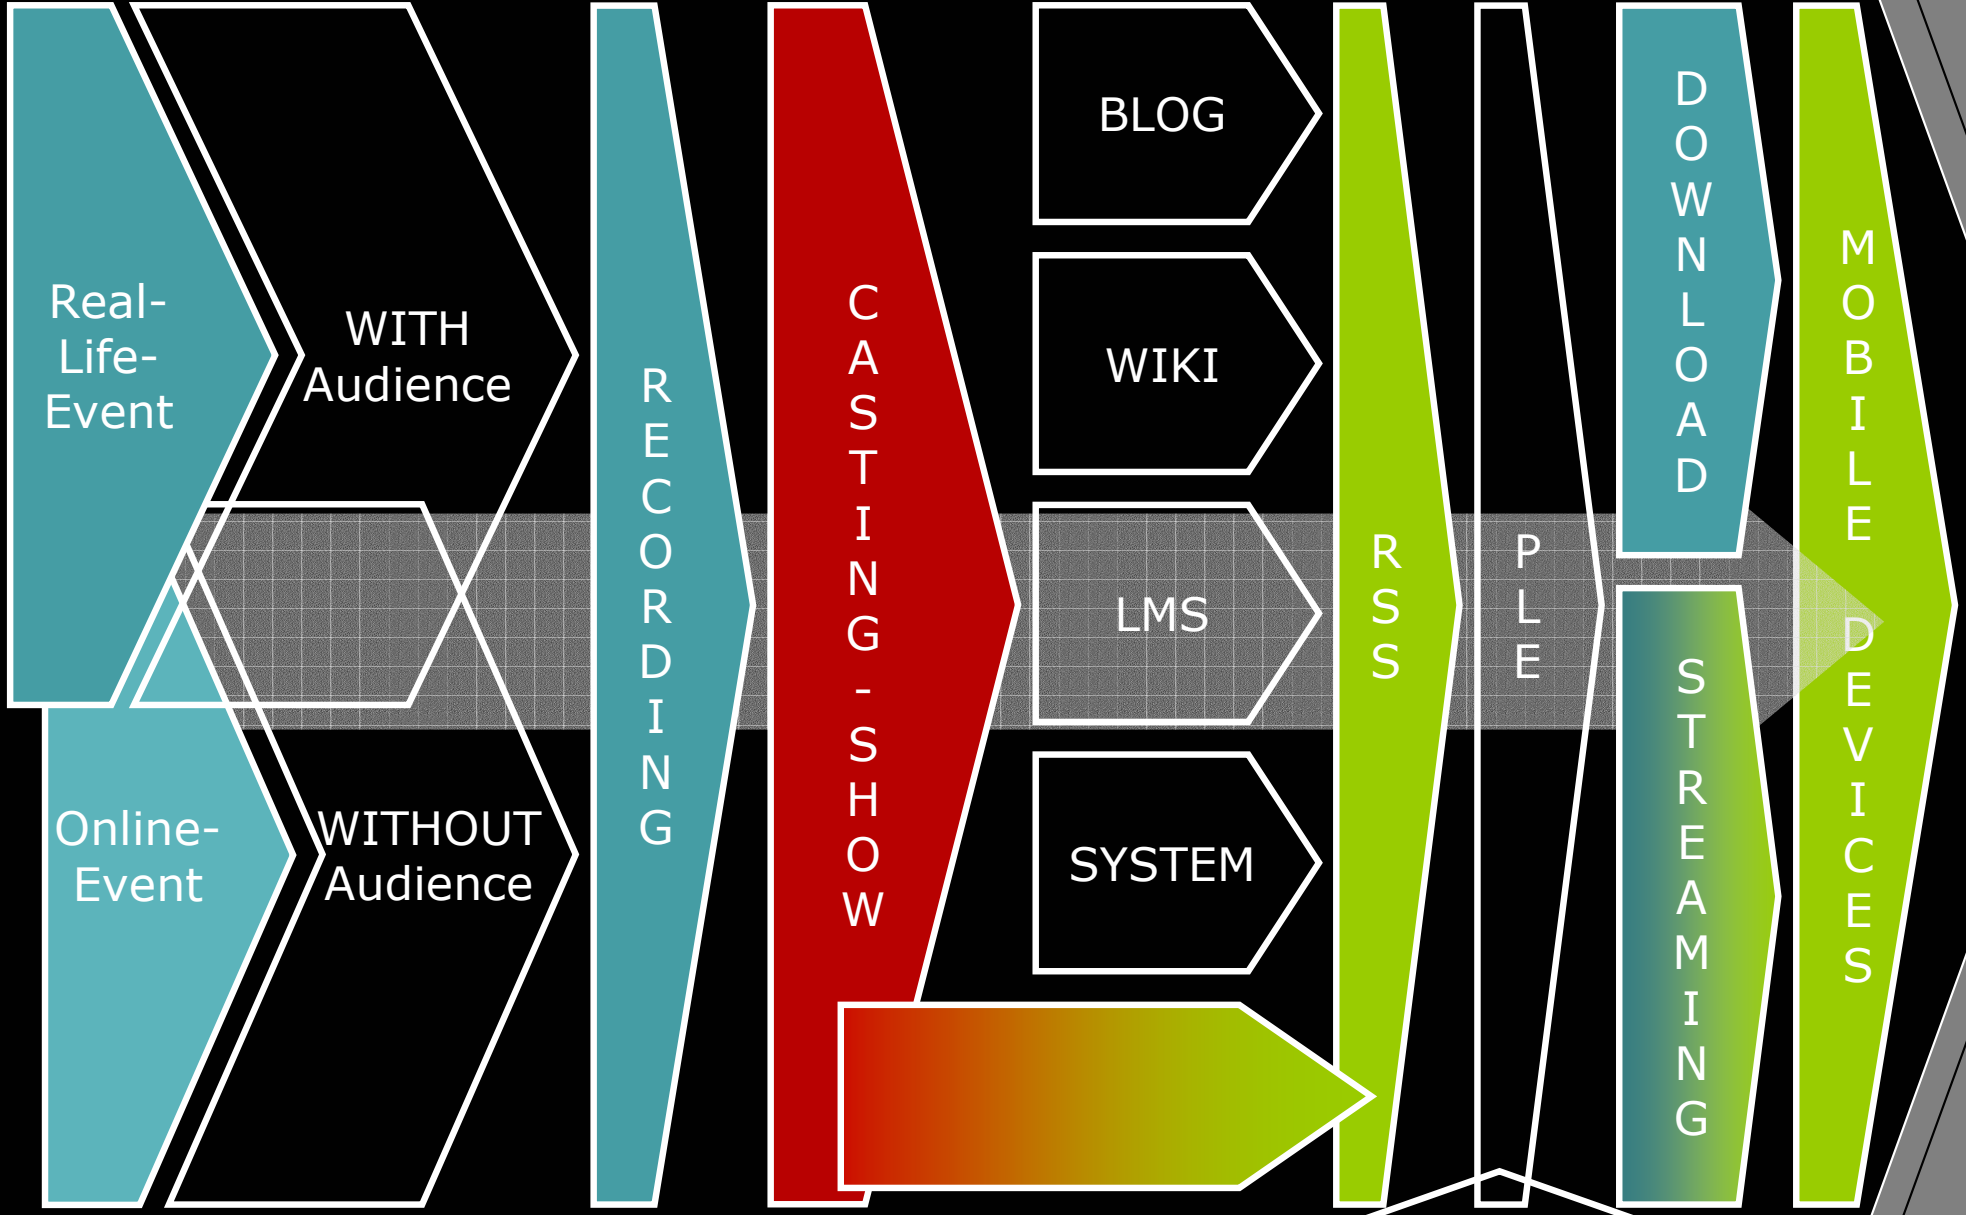 Real-
Life-
Event
Online-
Event
WITH
Audience
WITHOUT
Audience
RECORDING
CASTING-SHOW
BLOG
WIKI
LMS
SYSTEM
RSS
PLE
DOWNLOAD
STREAMING
MOBILE DEVICES